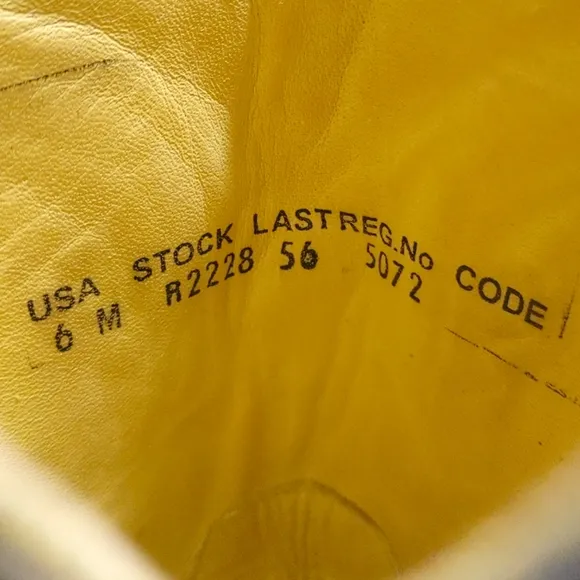 USA STOCK LAST REG.No CODE
6 M R2228 56 5072